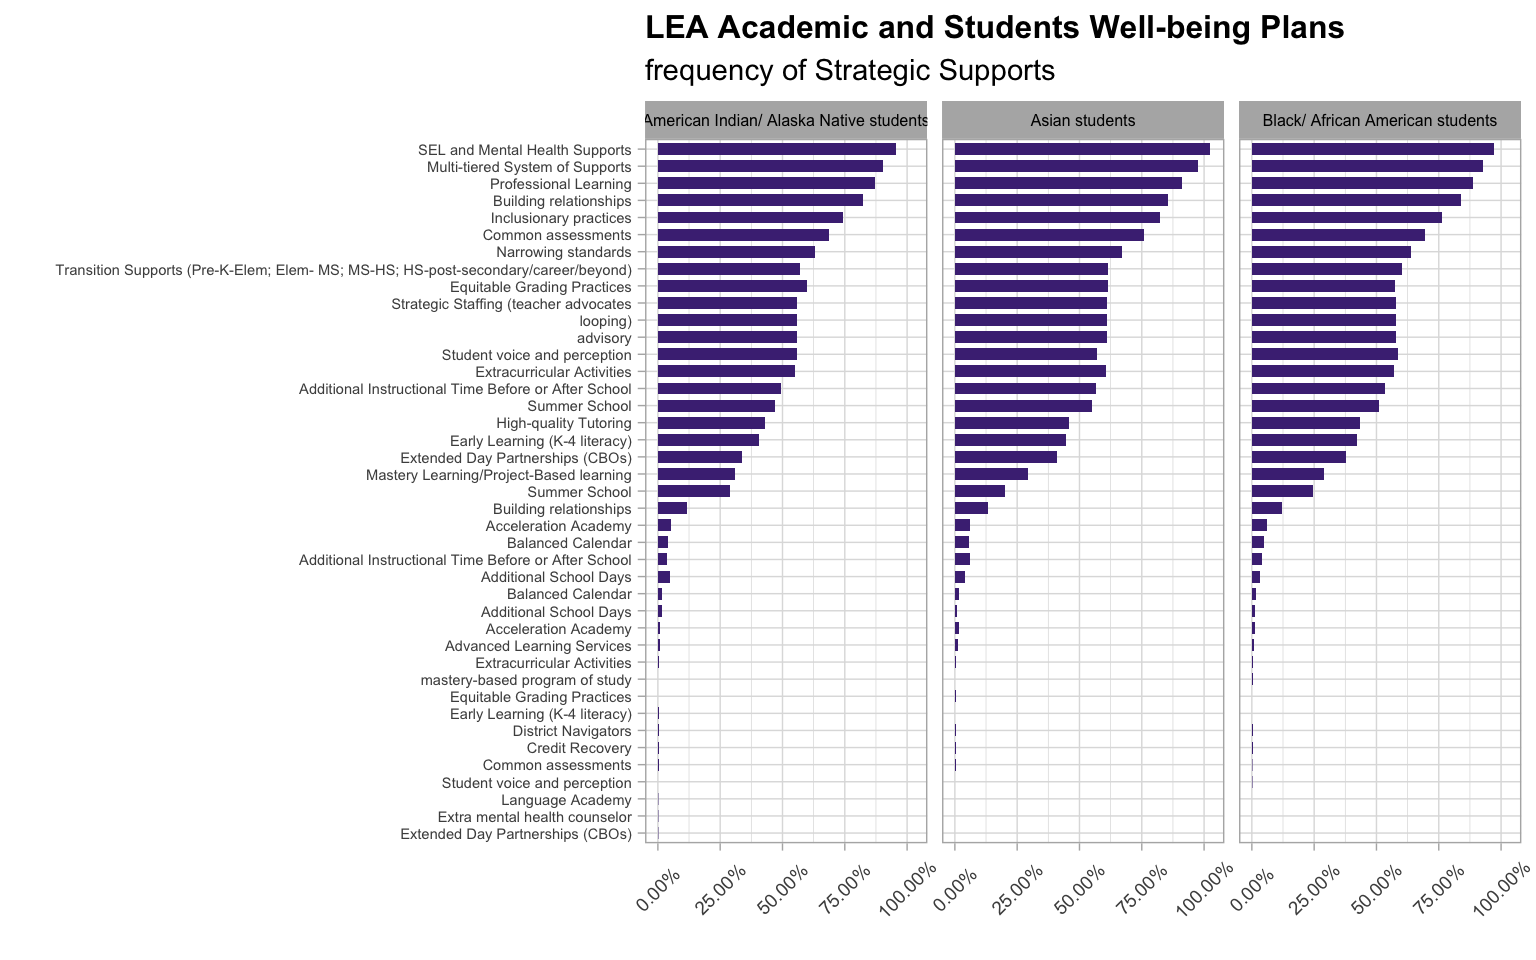 LEA Academic and Students Well-being Plans
frequency of Strategic Supports
American Indian/ Alaska Native students
Asian students
Black/ African American students
SEL and Mental Health Supports
Multi-tiered System of Supports
Professional Learning
Building relationships
Inclusionary practices
Common assessments
Narrowing standards
Transition Supports (Pre-K-Elem; Elem- MS; MS-HS; HS-post-secondary/career/beyond)
Equitable Grading Practices
Strategic Staffing (teacher advocates
looping)
advisory
Student voice and perception
Extracurricular Activities
Additional Instructional Time Before or After School
Summer School
High-quality Tutoring
Early Learning (K-4 literacy)
Extended Day Partnerships (CBOs)
Mastery Learning/Project-Based learning
Summer School
Building relationships
Acceleration Academy
Balanced Calendar
Additional Instructional Time Before or After School
Additional School Days
Balanced Calendar
Additional School Days
Acceleration Academy
Advanced Learning Services
Extracurricular Activities
mastery-based program of study
Equitable Grading Practices
Early Learning (K-4 literacy)
District Navigators
Credit Recovery
Common assessments
Student voice and perception
Language Academy
Extra mental health counselor
Extended Day Partnerships (CBOs)
0.00% 25.00% 50.00% 75.00% 100.00%
0.00% 25.00% 50.00% 75.00% 100.00%
0.00% 25.00% 50.00% 75.00% 100.00%